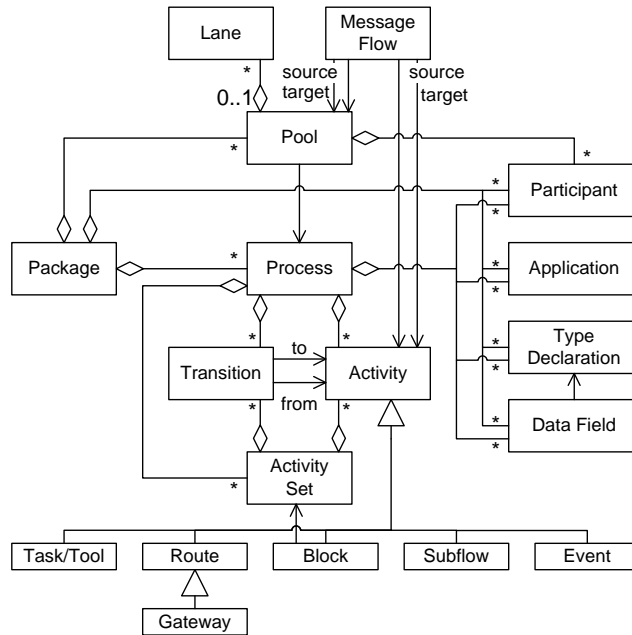 Lane
Message
Flow
*
source
target
source
target
0..1
Pool
*
*
*
Participant
*
Package
*
Process
*
Application
*
*
*
to
*
Type
Declaration
*
Transition
Activity
from
*
*
*
Data Field
*
Activity
Set
*
Task/Tool
Route
Block
Subflow
Event
Gateway